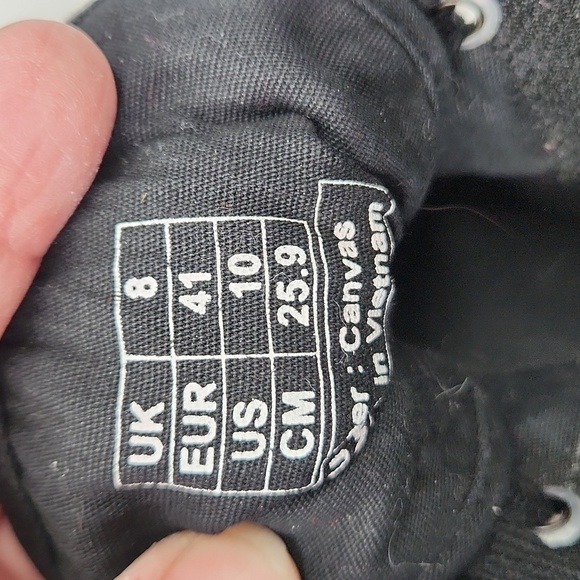 UK 8
EUR 41
US 10
CM 25.9
: Canvas
in Vietnam